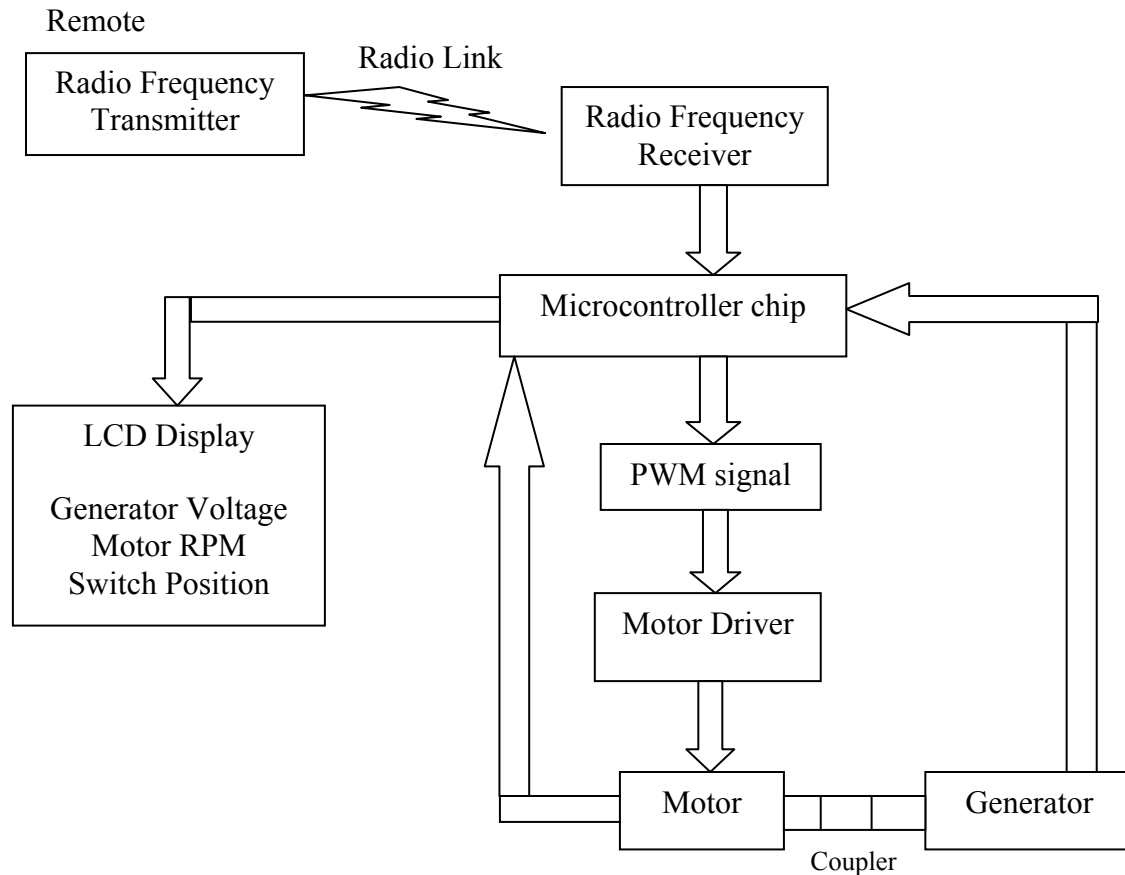 Remote
Radio Frequency
Transmitter
Radio Link
Radio Frequency
Receiver
Microcontroller chip
LCD Display
Generator Voltage
Motor RPM
Switch Position
PWM signal
Motor Driver
Motor
Generator
Coupler